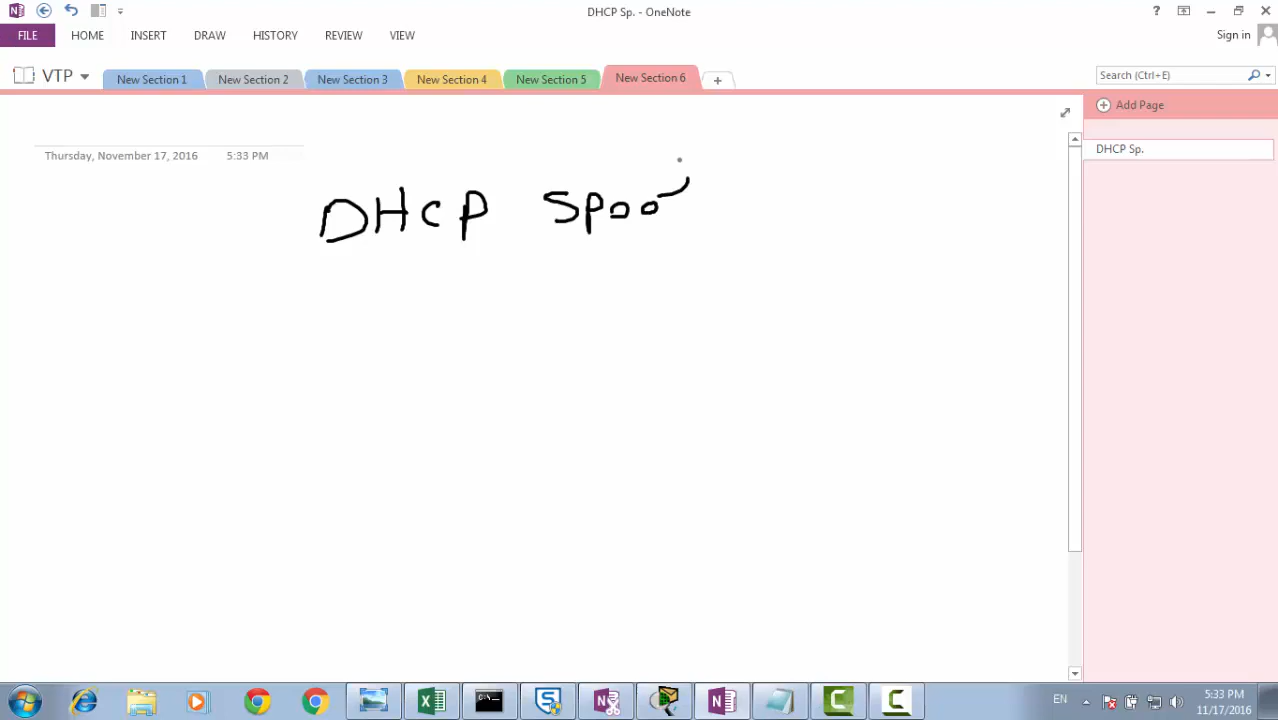 DHCP Sp. - OneNote
?
FILE HOME INSERT DRAW HISTORY REVIEW VIEW Sign in
VTP New Section 1 New Section 2 New Section 3 New Section 4 New Section 5 New Section 6 + Search (Ctrl+E)
Add Page
DHCP Sp.
Thursday, November 17, 2016 5:33 PM
DHCP Spoo
EN 5:33 PM
11/17/2016